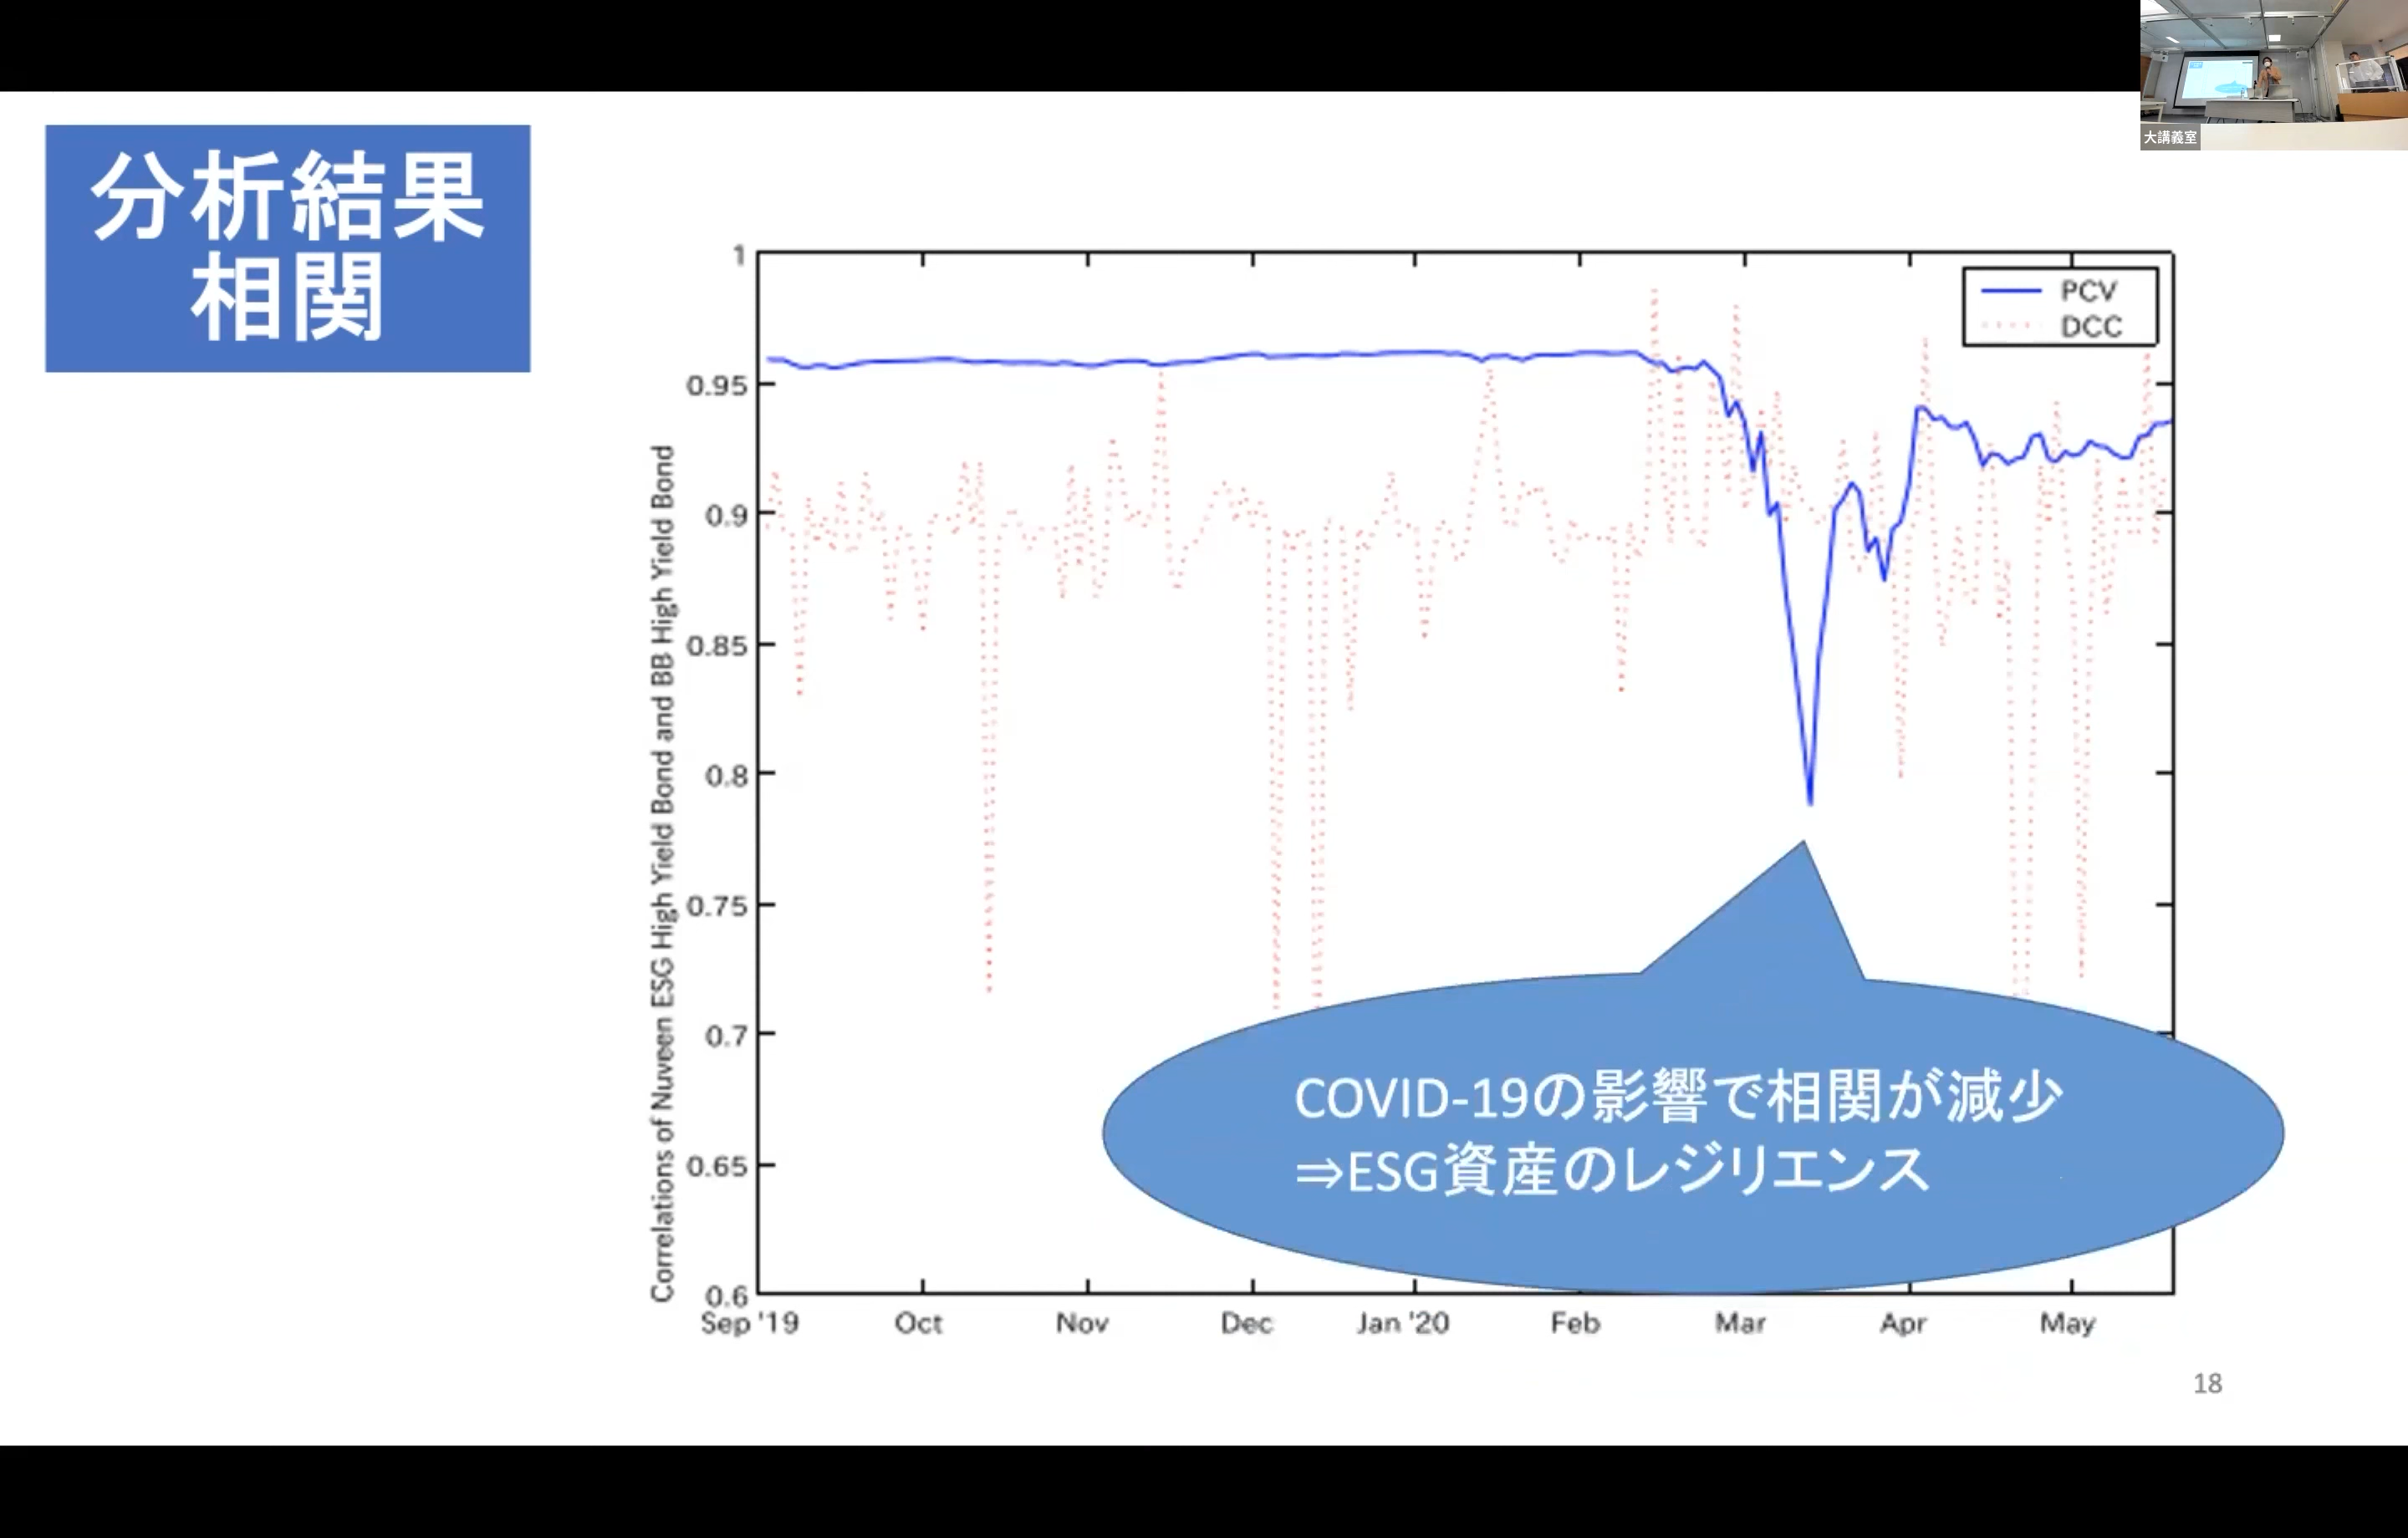 大講義室
分析結果
相関
Correlations of Nuveen ESG High Yield Bond and BB High Yield Bond
1
0.95
0.9
0.85
0.8
0.75
0.7
0.65
0.6
PCV
DCC
COVID-19の影響で相関が減少
⇒ESG資産のレジリエンス
Sep '19 Oct Nov Dec Jan '20 Feb Mar Apr May
18